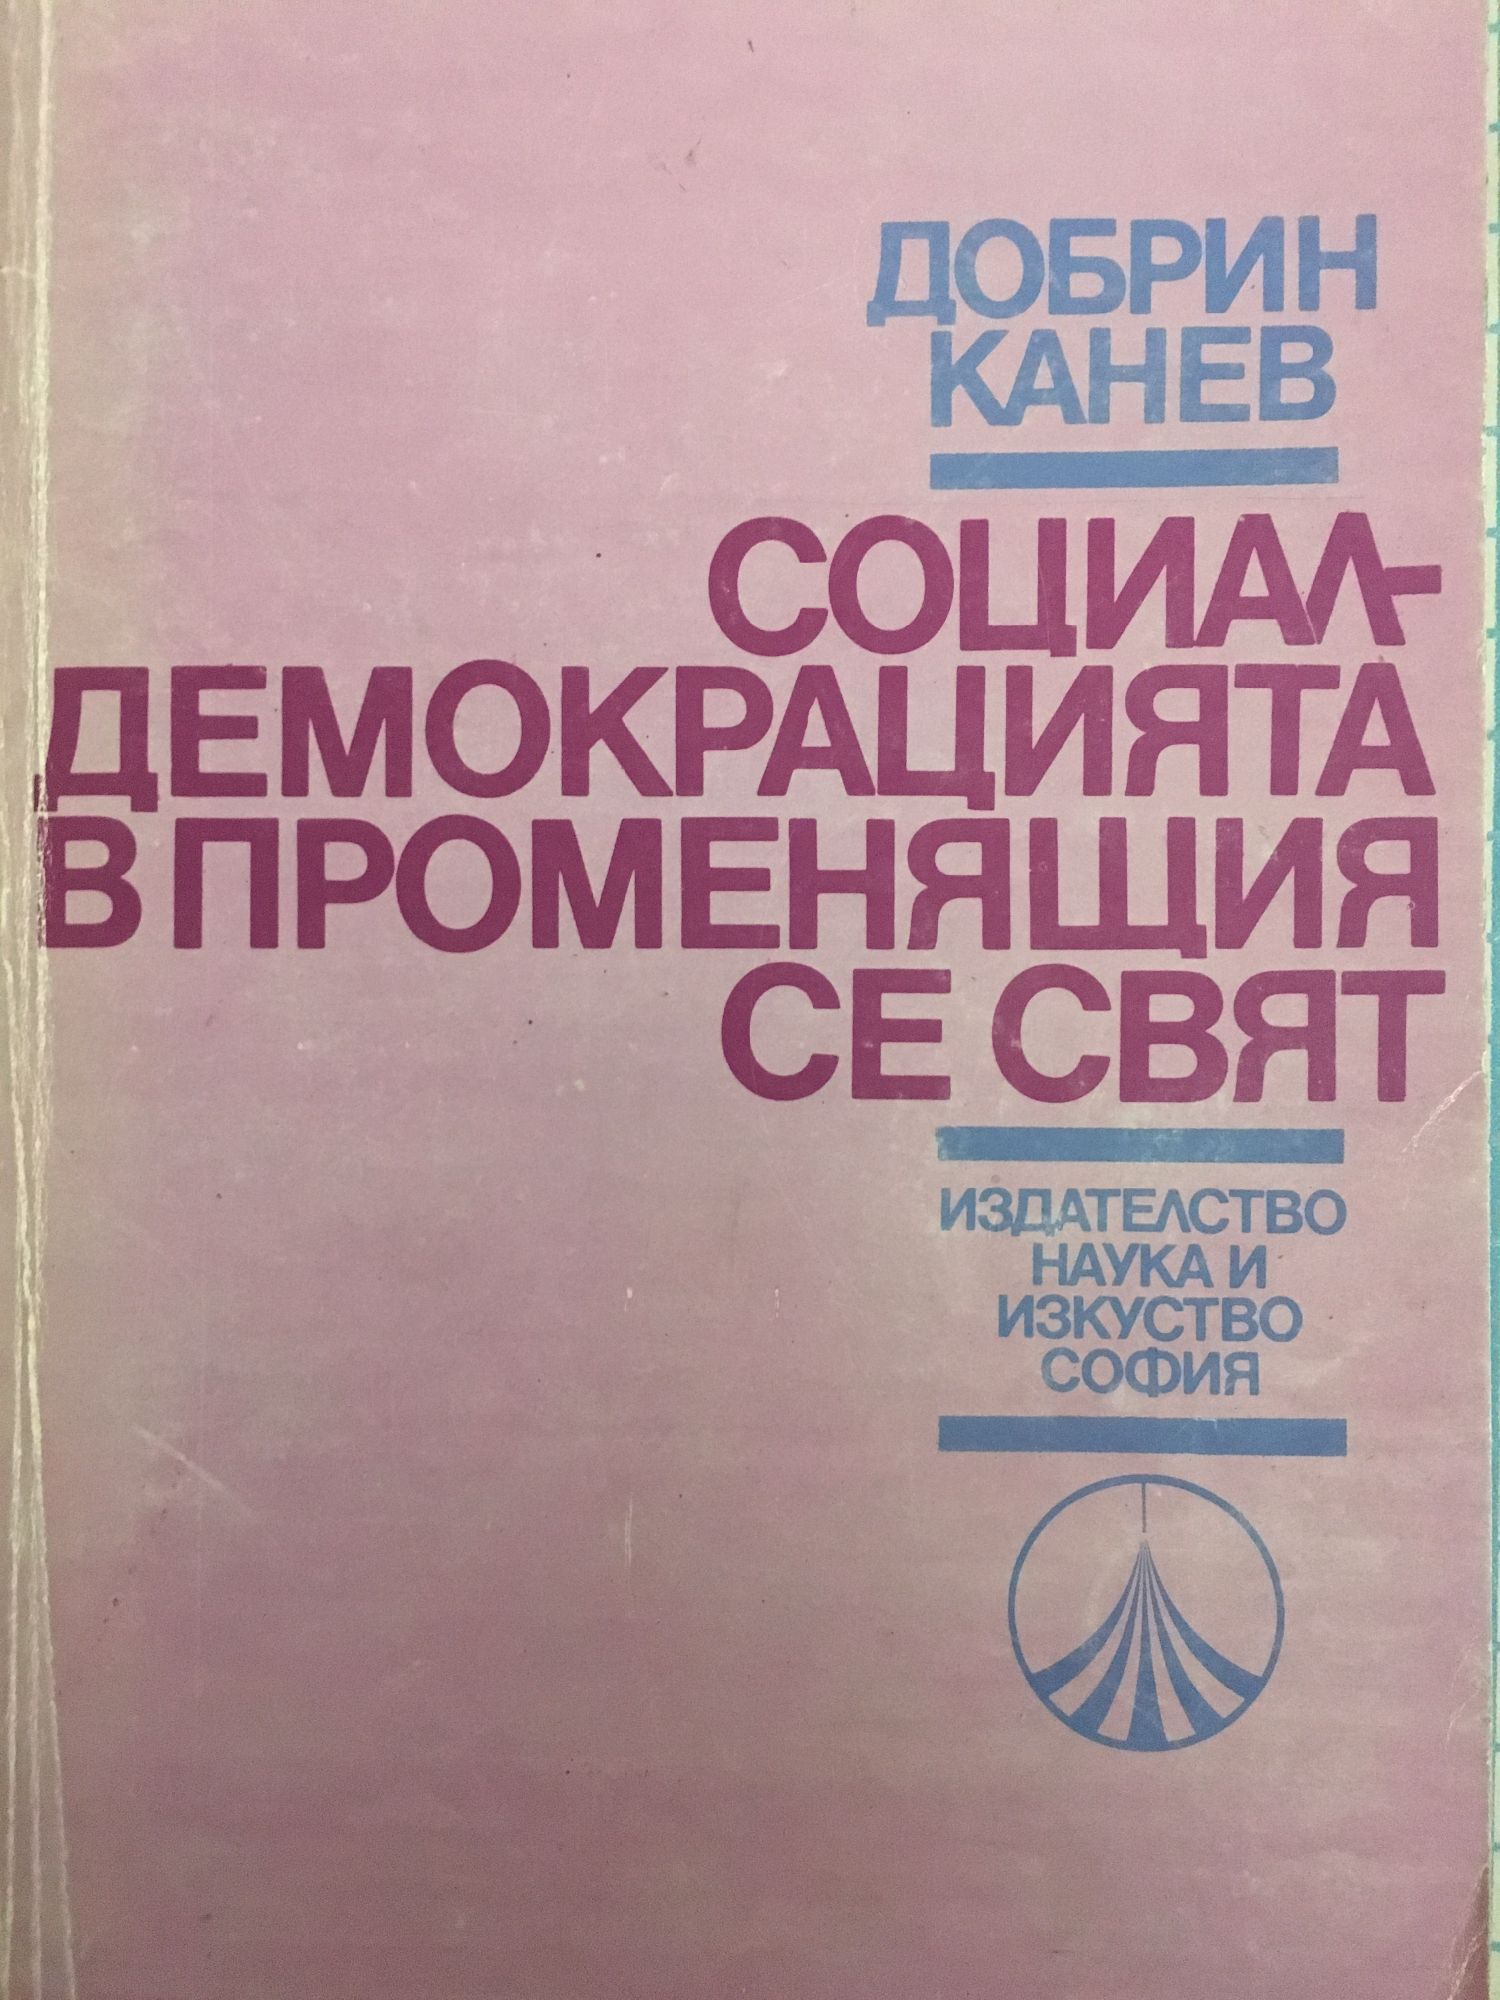 ДОБРИН
КАНЕВ
СОЦИАЛ-
ДЕМОКРАЦИЯТА
В ПРОМЕНЯЩИЯ
СЕ СВЯТ
ИЗДАТЕЛСТВО
НАУКА И
ИЗКУСТВО
СОФИЯ